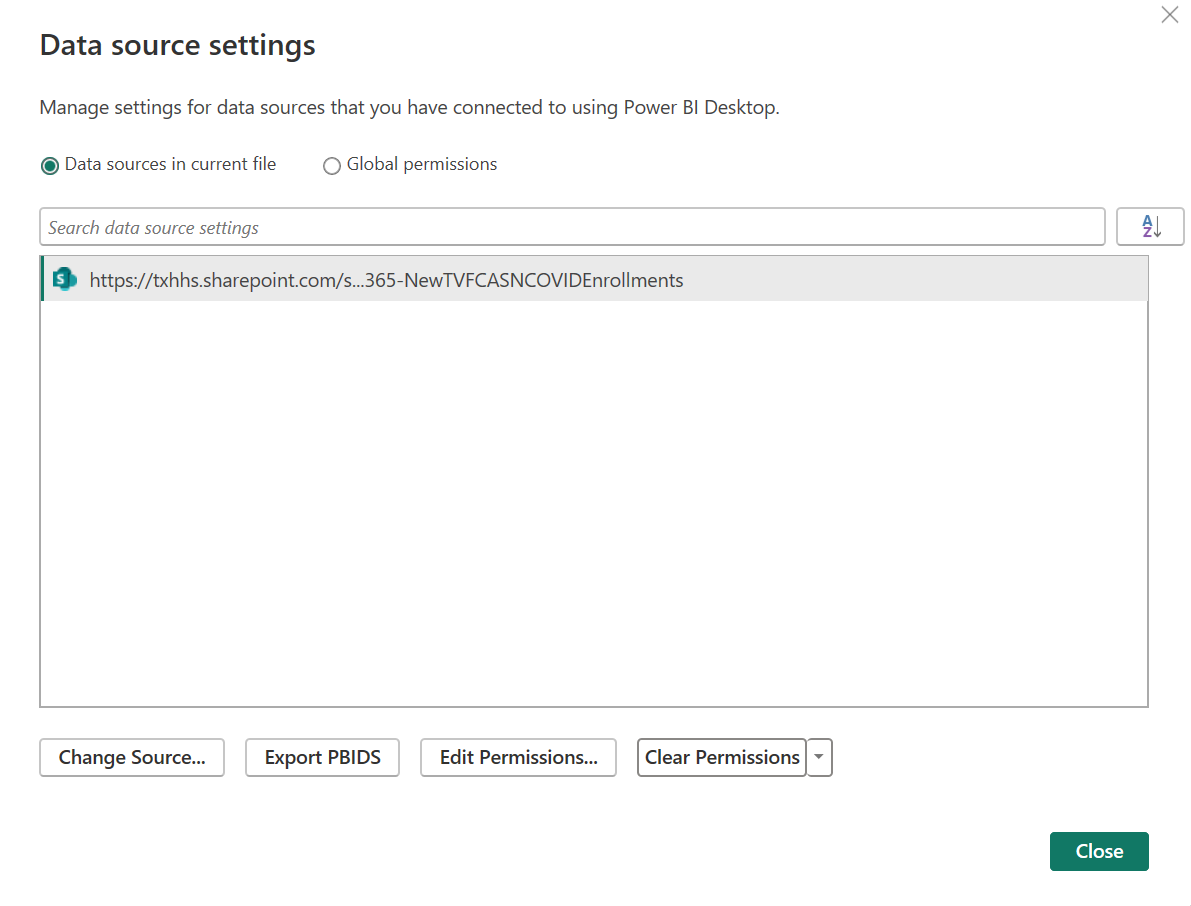 Data source settings
Manage settings for data sources that you have connected to using Power BI Desktop.
Data sources in current file Global permissions
Search data source settings
https://txhhs.sharepoint.com/s...365-NewTVFCASNCOVIDEnrollments
Change Source... Export PBIDS Edit Permissions... Clear Permissions
Close